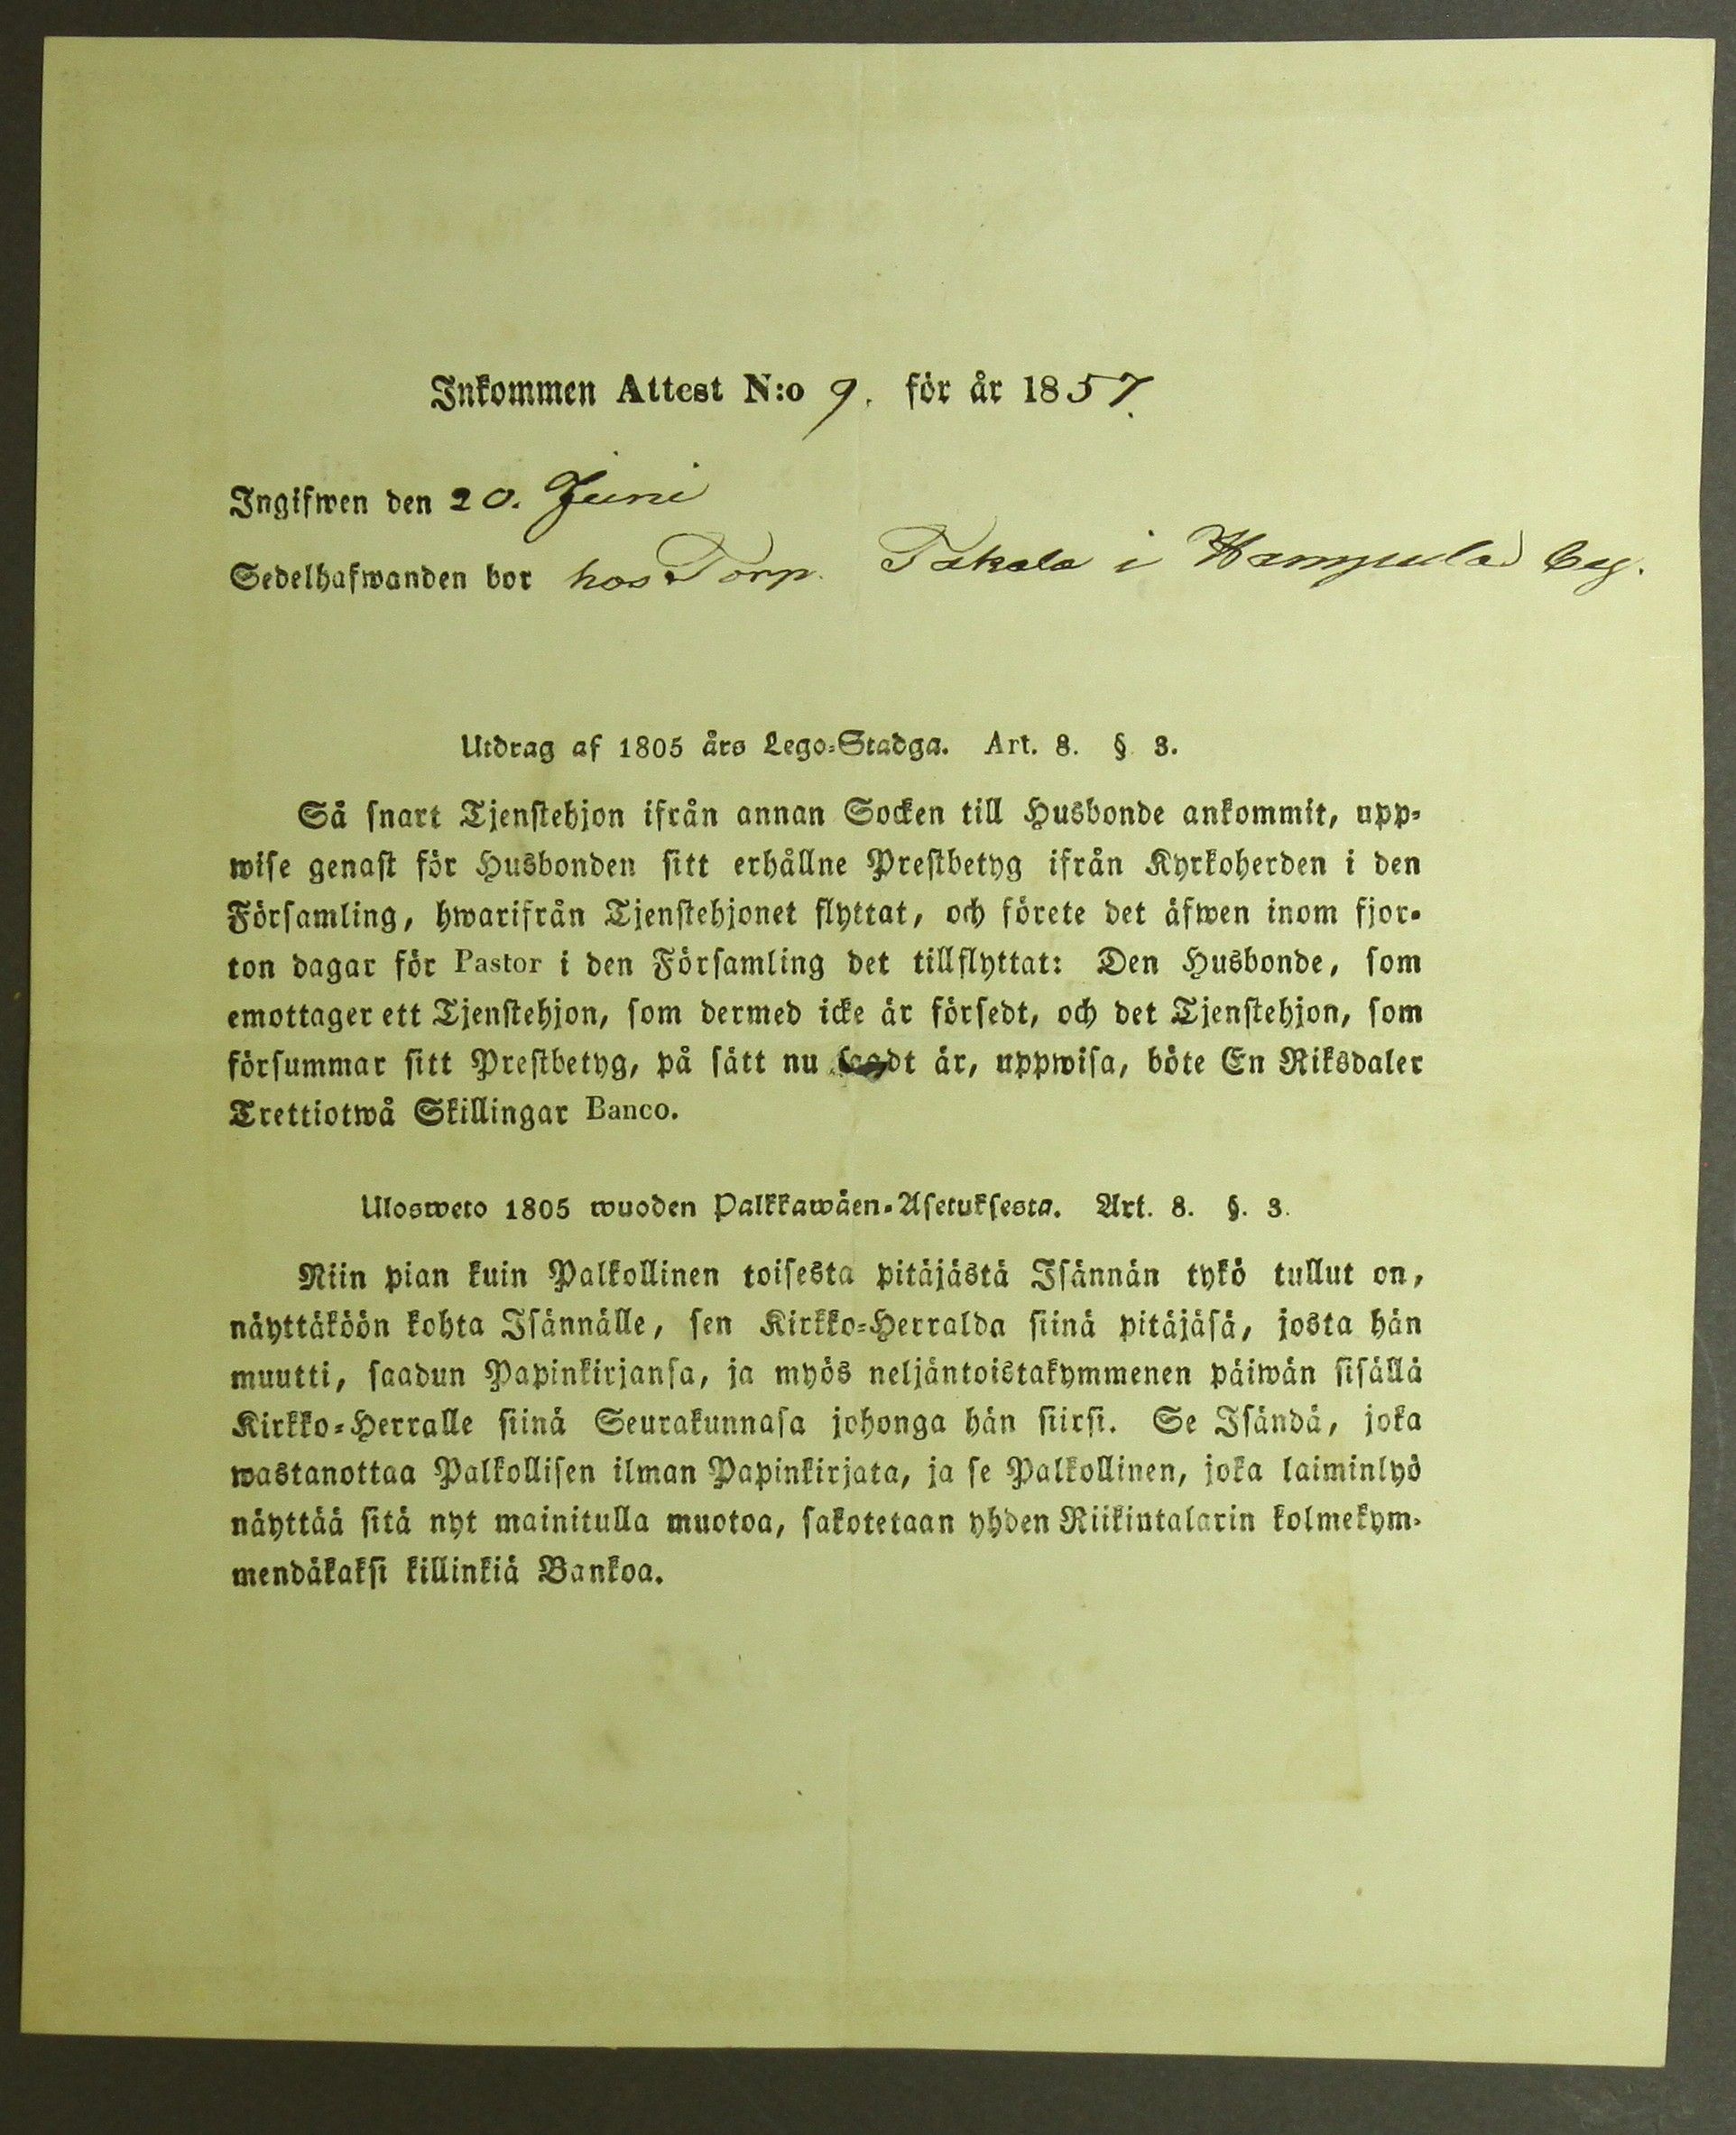 Inkommen Attest N:o 9. för år 1857.
Ingifwen den 20. Juni
Sedelhafwanden bor hos Torp. Takala i Wampula by.
Utdrag af 1805 års Lego-Stadga. Art. 8. § 3.
Så snart Tjenstehjon ifrån annan Socken till Husbonde ankommit, upp-
wise genast för Husbonden sitt erhållne Prestbetyg ifrån Kyrkoherden i den
Församling, hwarifrån Tjenstehjonet flyttat, och förete det äfwen inom fjor-
ton dagar för Pastor i den Församling det tillflyttat: Den Husbonde, som
emottager ett Tjenstehjon, som dermed icke är försedt, och det Tjenstehjon, som
försummar sitt Prestbetyg, på sätt nu sagdt är, uppwisa, böte En Riksdaler
Trettiotwå Skillingar Banco.
Ulosweto 1805 wuoden Palkkawäen-Asetuksesta. Art. 8. §. 3.
Niin pian kuin Palkollinen toisesta pitäjästä Isännän tykö tullut on,
näyttäköön kohta Isännälle, sen Kirkko-Herralda siinä pitäjäsä, josta hän
muutti, saadun Papinkirjansa, ja myös neljäntoistakymmenen päiwän sisällä
Kirkko-Herralle siinä Seurakunnasa johonga hän siirsi. Se Isändä, joka
wastanottaa Palkollisen ilman Papinkirjata, ja se Palkollinen, joka laiminlyö
näyttää sitä nyt mainitulla muotoa, sakotetaan yhden Riikintalarin kolmekym-
mendäkaksi killinkiä Bankoa.